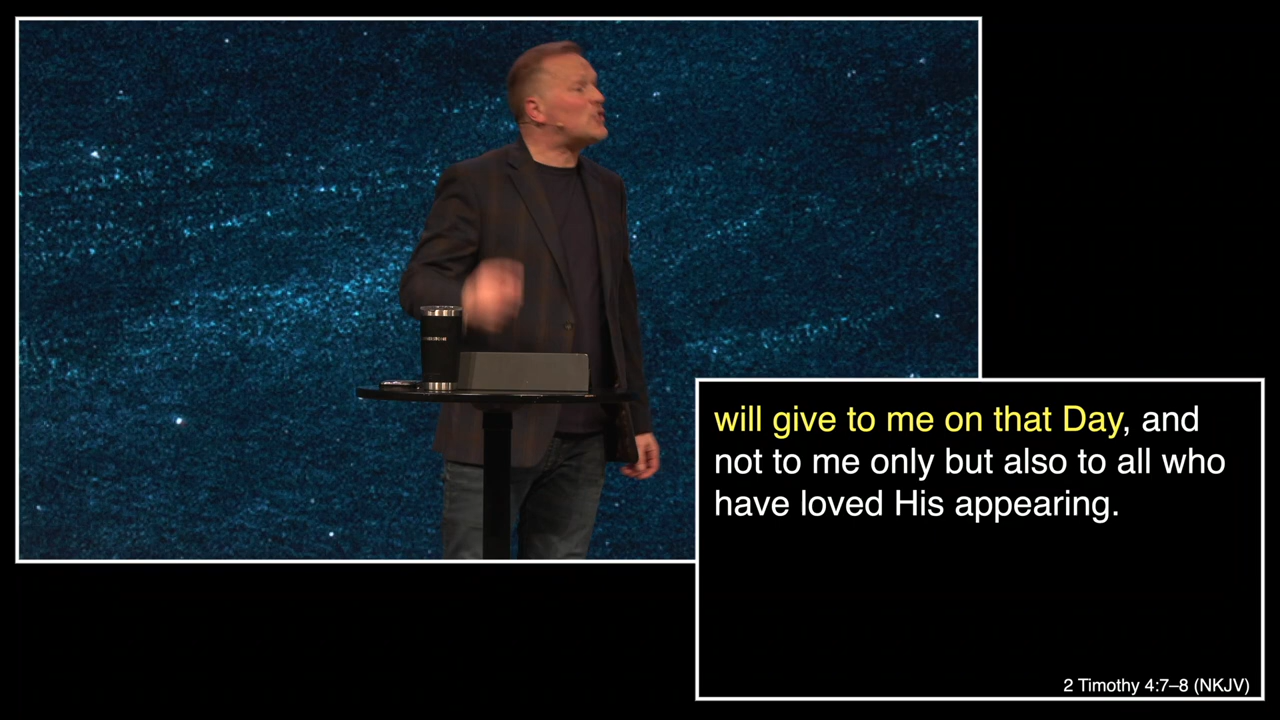 will give to me on that Day, and
not to me only but also to all who
have loved His appearing.
2 Timothy 4:7–8 (NKJV)